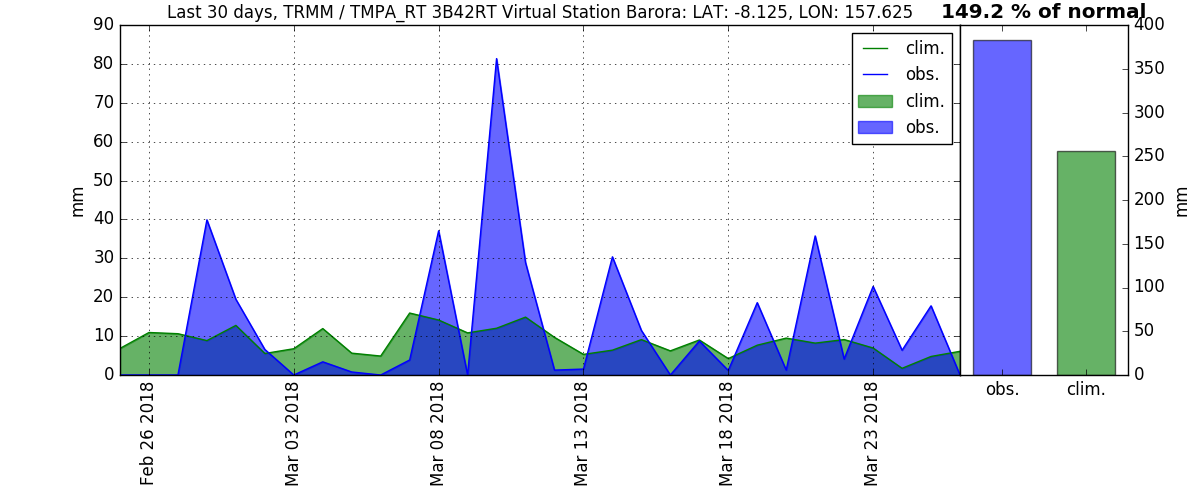 Last 30 days, TRMM / TMPA_RT 3B42RT Virtual Station Barora: LAT: -8.125, LON: 157.625
149.2 % of normal
90
80
70
60
50
40
30
20
10
0
mm
clim.
obs.
clim.
obs.
Feb 26 2018
Mar 03 2018
Mar 08 2018
Mar 13 2018
Mar 18 2018
Mar 23 2018
400
350
300
250
200
150
100
50
0
mm
obs.
clim.